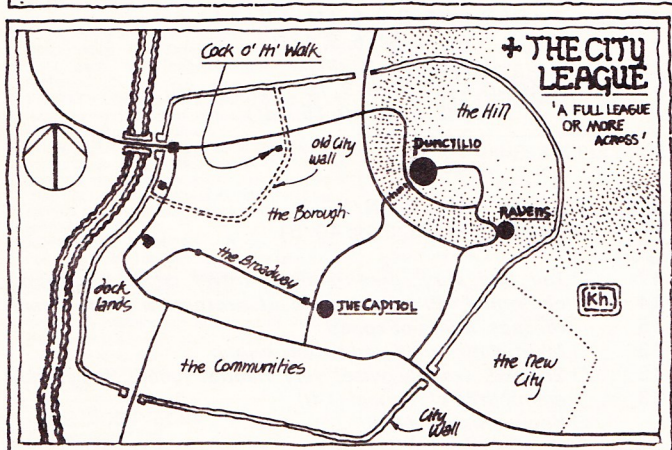 Cock o' th' Walk
+ THE CITY
LEAGUE
'A FULL LEAGUE
OR MORE
ACROSS'
the Hill
PUNCTILIO
old City
wall
the Borough
RAVENS
the Broadway
dock
lands
THE CAPITOL
Kh.
the Communities
the New
City
City
Wall